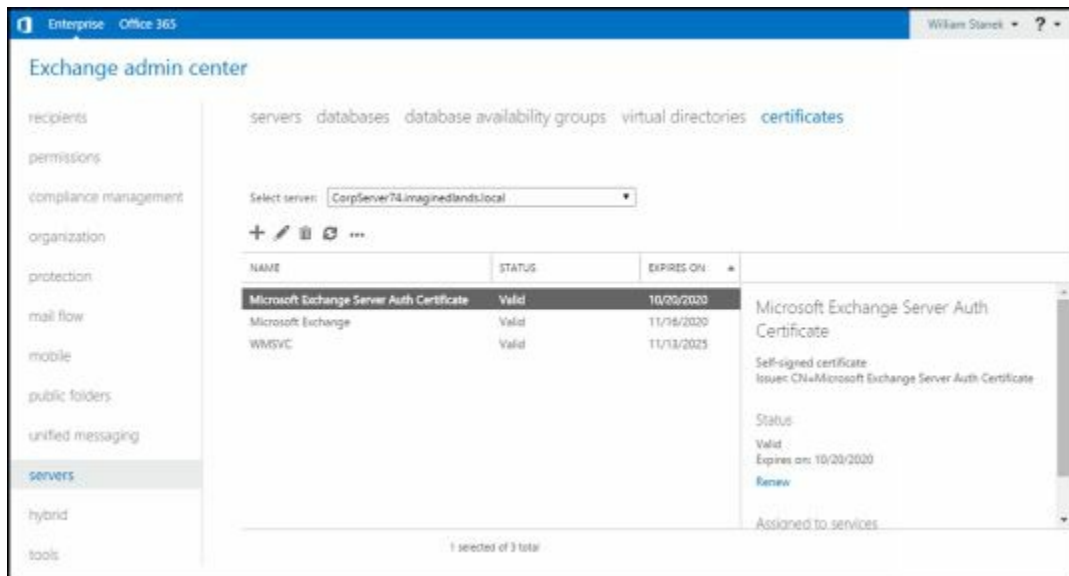 Enterprise Office 365
William Stanek
?
Exchange admin center
recipients
permissions
compliance management
organization
protection
mail flow
mobile
public folders
unified messaging
servers
hybrid
tools
servers databases database availability groups virtual directories certificates
Select server: CorpServer74.imaginedlands.local
NAME STATUS EXPIRES ON
Microsoft Exchange Server Auth Certificate Valid 10/20/2020
Microsoft Exchange Valid 11/16/2020
WMSVC Valid 11/13/2025
1 selected of 3 total
Microsoft Exchange Server Auth
Certificate
Self-signed certificate
Issuer: CN=Microsoft Exchange Server Auth Certificate
Status
Valid
Expires on: 10/20/2020
Renew
Assigned to services